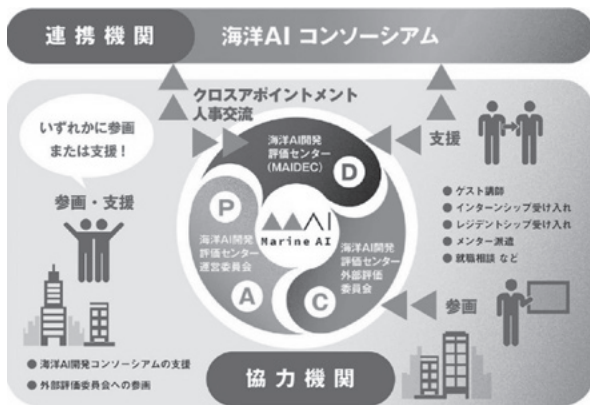 連携機関
海洋AI コンソーシアム
クロスアポイントメント
人事交流
いずれかに参画
または支援！
参画・支援
海洋AI開発
評価センター
(MAIDEC)
D
支援
P
海洋AI開発
評価センター
運営委員会
A
MAI
Marine AI
海洋AI開発
評価センター
外部評価
委員会
C
● ゲスト講師
● インターンシップ受け入れ
● レジデントシップ受け入れ
● メンター派遣
● 就職相談 など
参画
● 海洋AI開発コンソーシアムの支援
● 外部評価委員会への参画
協力機関